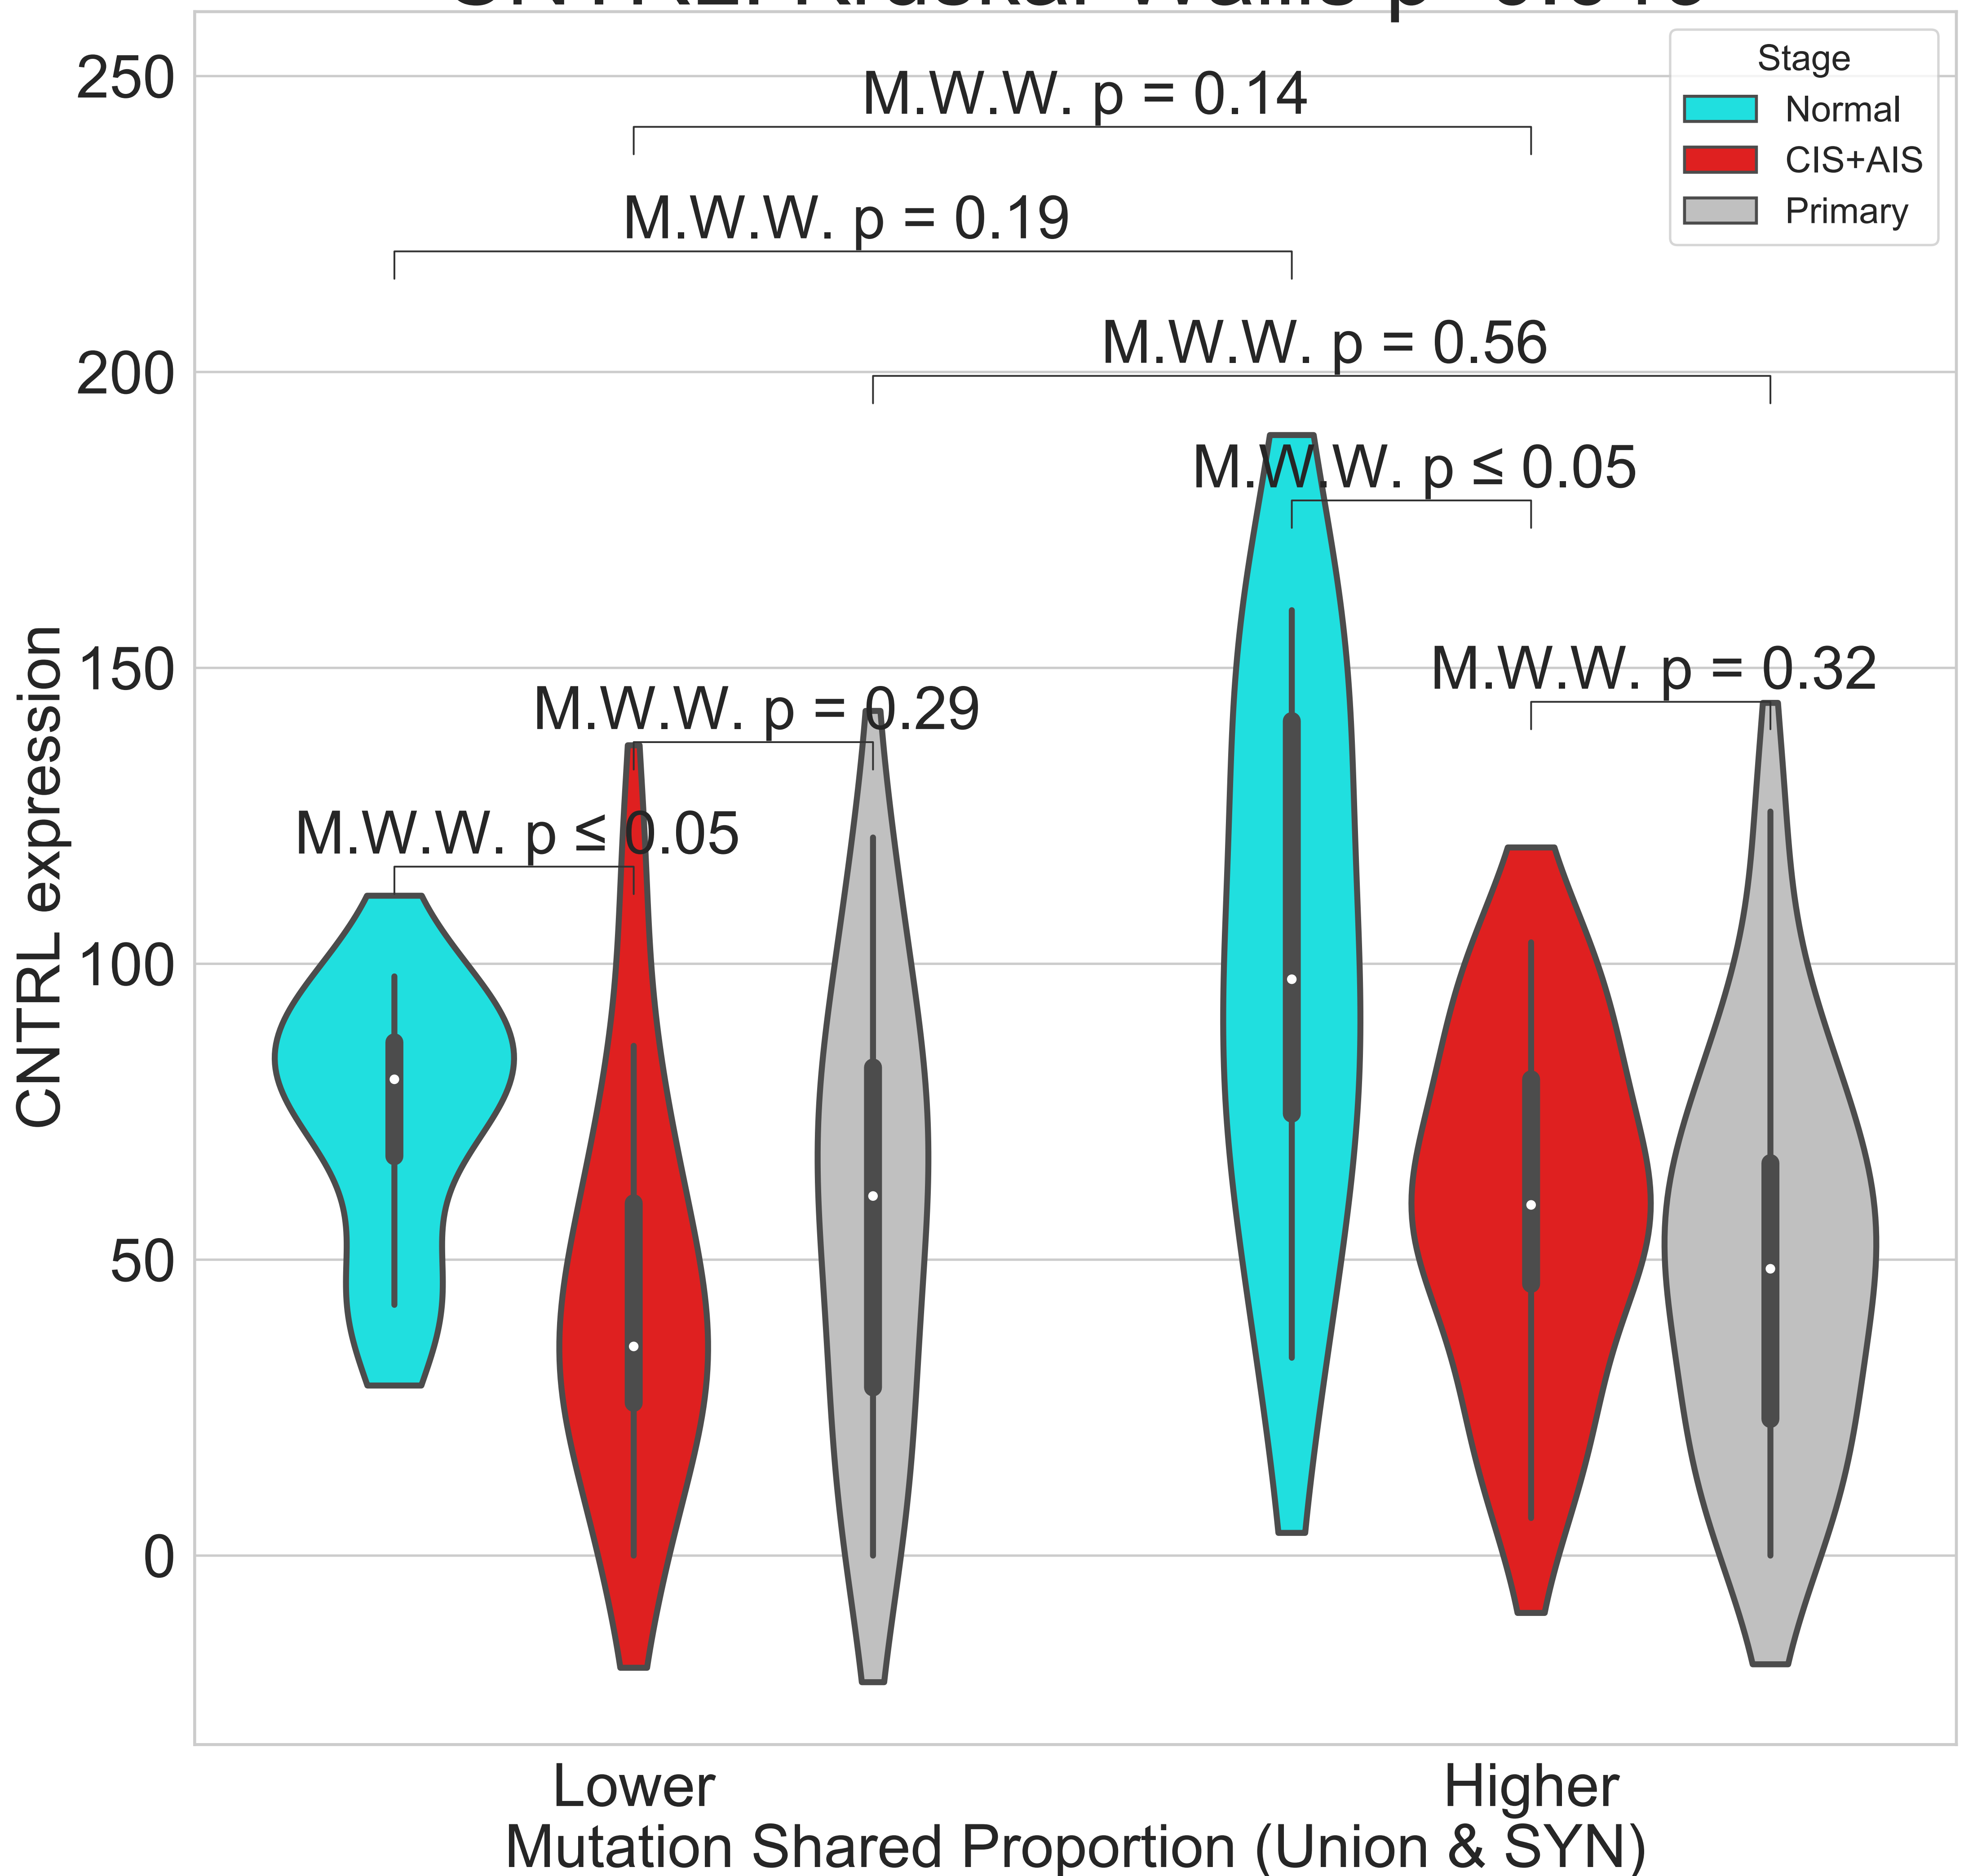 250
M.W.W. p = 0.14
Stage
Normal
CIS+AIS
Primary
M.W.W. p = 0.19
M.W.W. p = 0.56
200
M.W.W. p ≤ 0.05
150
M.W.W. p = 0.32
M.W.W. p = 0.29
M.W.W. p ≤ 0.05
100
CNTRL expression
50
0
Lower
Higher
Mutation Shared Proportion (Union & SYN)